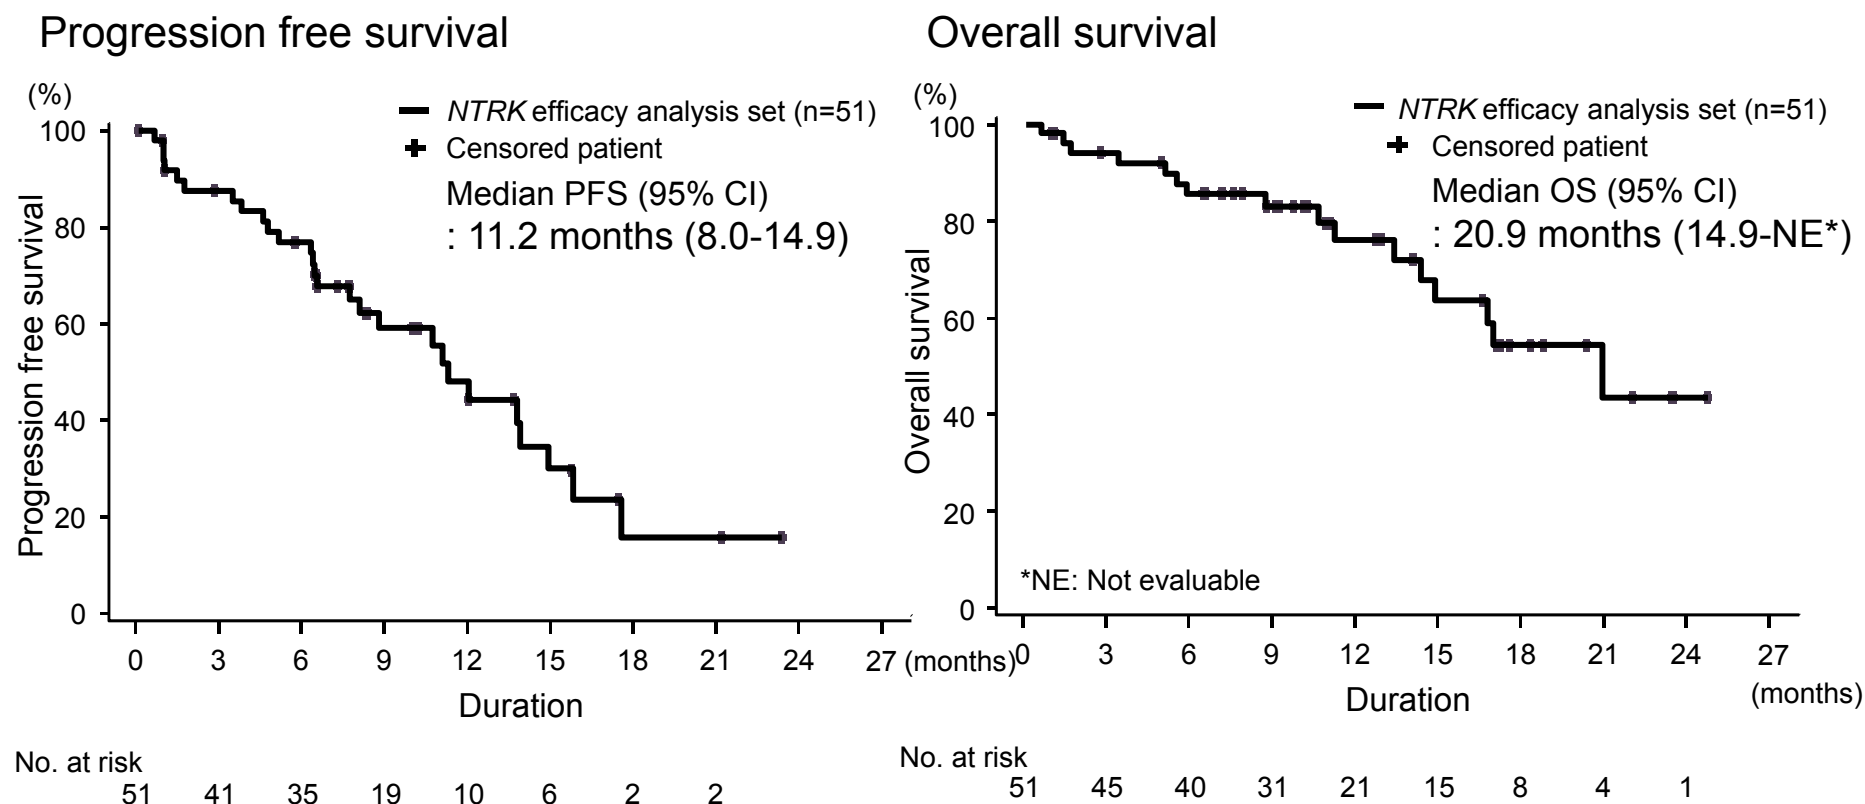 Progression free survival
(%)
NTRK efficacy analysis set (n=51)
Censored patient
Median PFS (95% CI)
: 11.2 months (8.0-14.9)
Progression free survival
100
80
60
40
20
0
0 3 6 9 12 15 18 21 24 27 (months)
Duration
No. at risk
51 41 35 19 10 6 2 2
Overall survival
(%)
NTRK efficacy analysis set (n=51)
Censored patient
Median OS (95% CI)
: 20.9 months (14.9-NE*)
Overall survival
100
80
60
40
20
0
*NE: Not evaluable
0 3 6 9 12 15 18 21 24 27
(months)
Duration
No. at risk
51 45 40 31 21 15 8 4 1